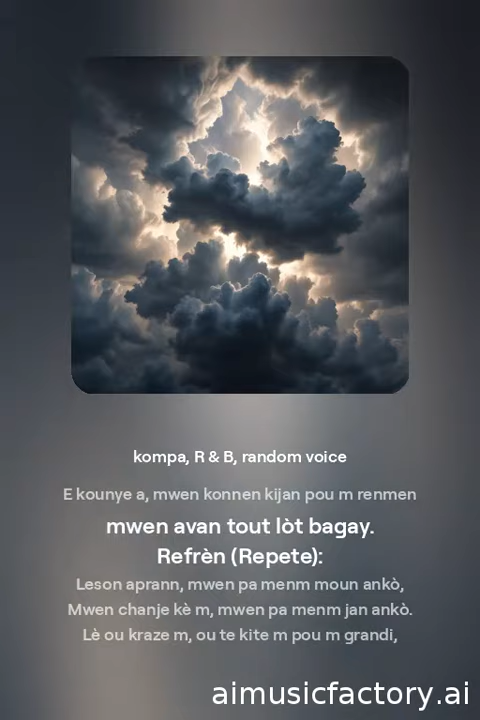 kompa, R & B, random voice
E kounye a, mwen konnen kijan pou m renmen
mwen avan tout lòt bagay.
Refrèn (Repete):
Leson aprann, mwen pa menm moun ankò,
Mwen chanje kè m, mwen pa menm jan ankò.
Lè ou kraze m, ou te kite m pou m grandi,
aimusicfactory.ai